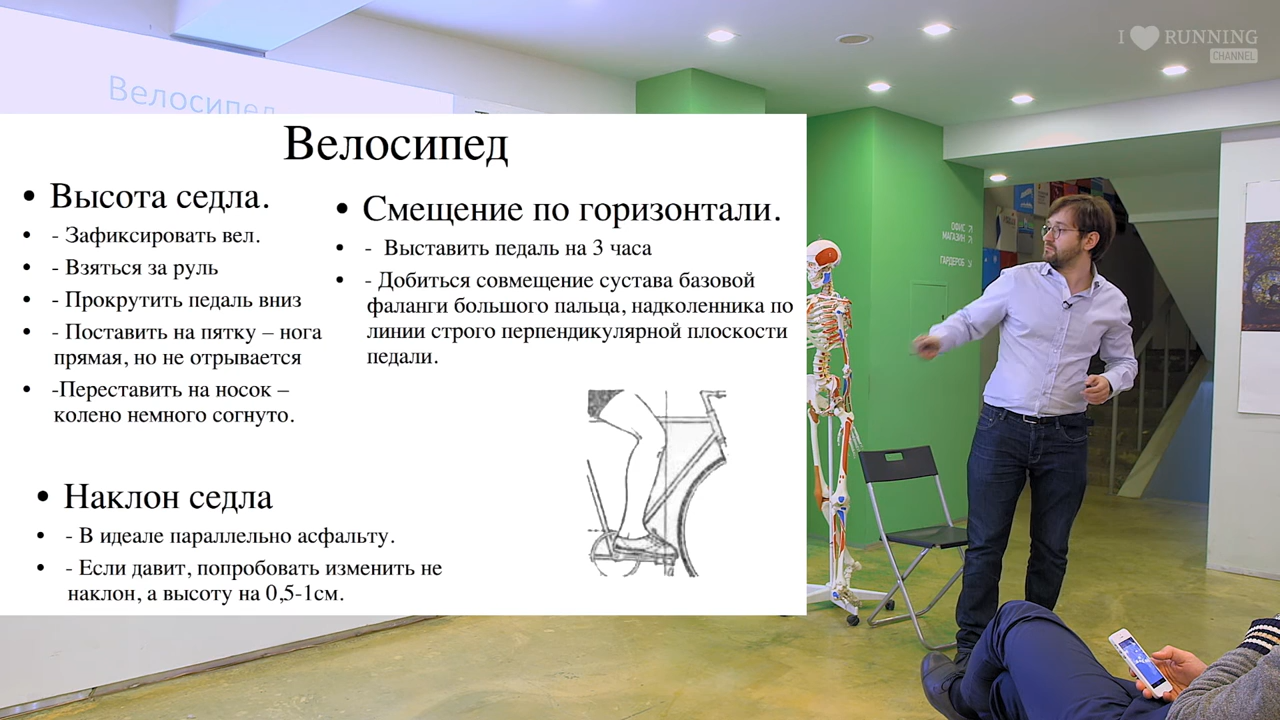 I RUNNING
CHANNEL
Велосипед
Велосипед
• Высота седла.
• - Зафиксировать вел.
• - Взяться за руль
• - Прокрутить педаль вниз
• - Поставить на пятку – нога
прямая, но не отрывается
• -Переставить на носок –
колено немного согнуто.
• Смещение по горизонтали.
• - Выставить педаль на 3 часа
• - Добиться совмещение сустава базовой
фаланги большого пальца, надколенника по
линии строго перпендикулярной плоскости
педали.
• Наклон седла
• - В идеале параллельно асфальту.
• - Если давит, попробовать изменить не
наклон, а высоту на 0,5-1см.
ОФИС
МАГАЗИН
ГАРДЕРОБ